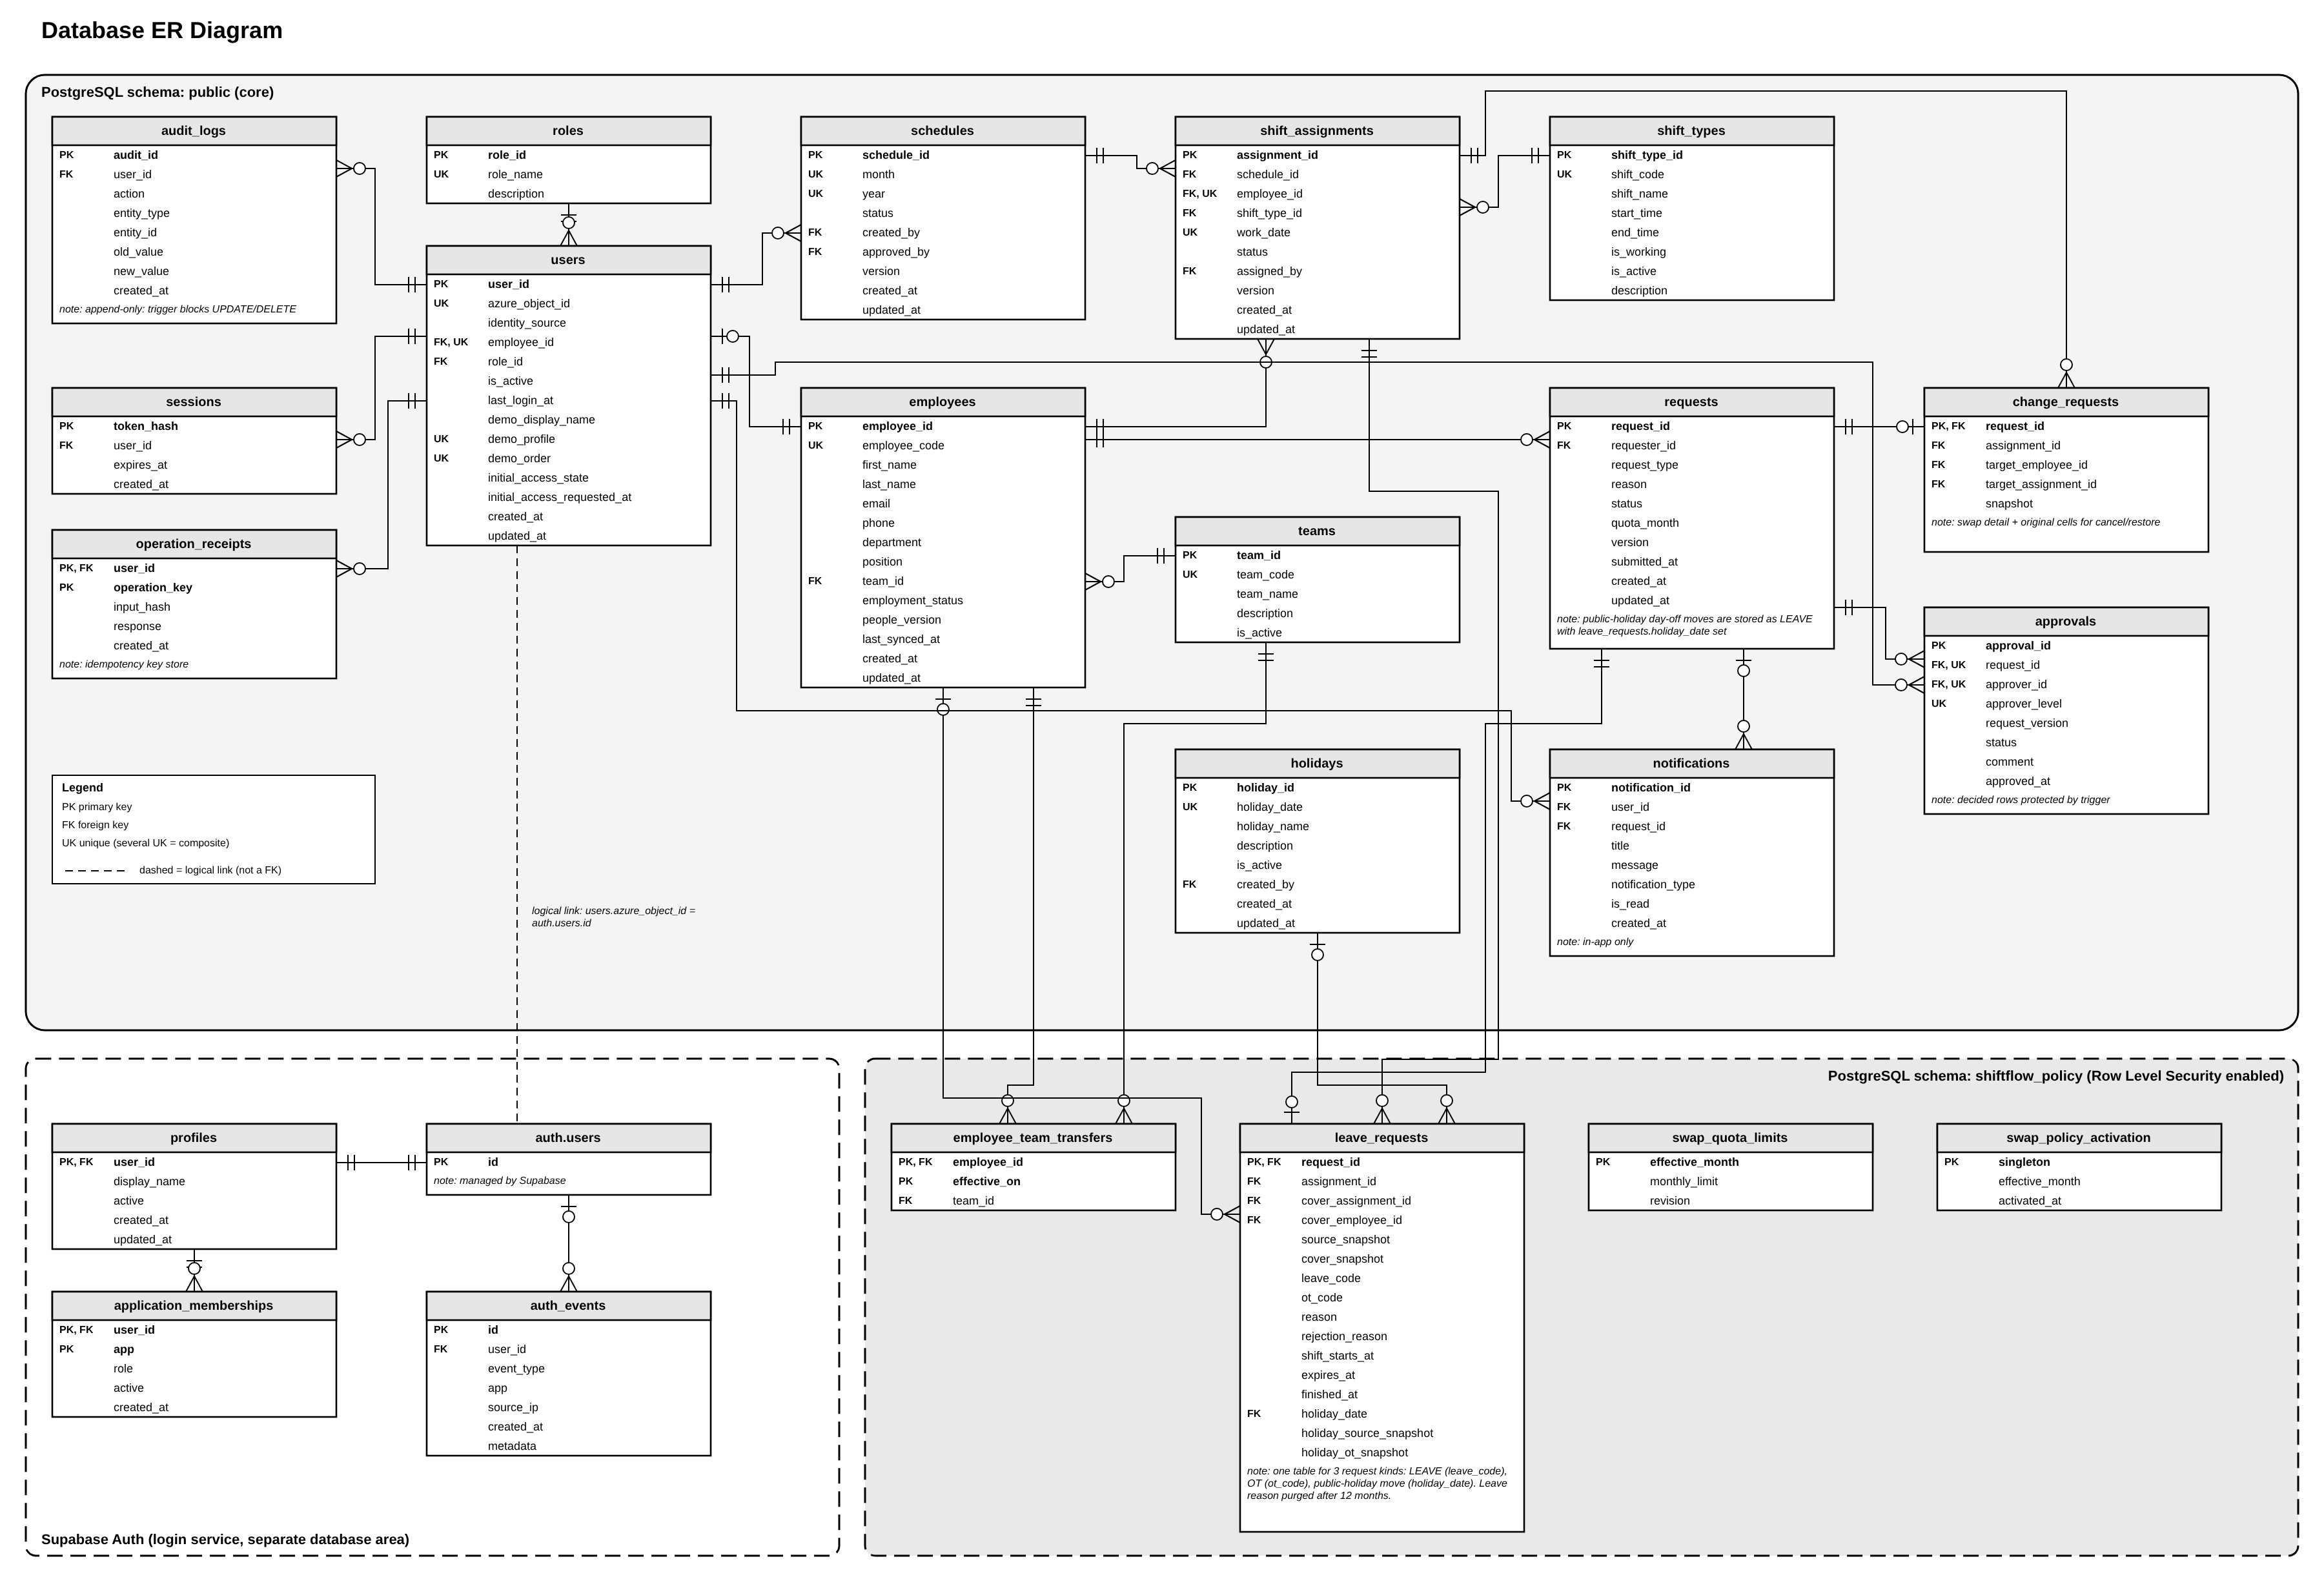 Database ER Diagram
PostgreSQL schema: public (core)
audit_logs
PK audit_id
FK user_id
action
entity_type
entity_id
old_value
new_value
created_at
note: append-only: trigger blocks UPDATE/DELETE
roles
PK role_id
UK role_name
description
schedules
PK schedule_id
UK month
UK year
status
FK created_by
FK approved_by
version
created_at
updated_at
shift_assignments
PK assignment_id
FK schedule_id
FK, UK employee_id
FK shift_type_id
UK work_date
status
FK assigned_by
version
created_at
updated_at
shift_types
PK shift_type_id
UK shift_code
shift_name
start_time
end_time
is_working
is_active
description
users
PK user_id
UK azure_object_id
identity_source
FK, UK employee_id
FK role_id
is_active
last_login_at
demo_display_name
UK demo_profile
UK demo_order
initial_access_state
initial_access_requested_at
created_at
updated_at
sessions
PK token_hash
FK user_id
expires_at
created_at
employees
PK employee_id
UK employee_code
first_name
last_name
email
phone
department
position
FK team_id
employment_status
people_version
last_synced_at
created_at
updated_at
requests
PK request_id
FK requester_id
request_type
reason
status
quota_month
version
submitted_at
created_at
updated_at
note: public-holiday day-off moves are stored as LEAVE
with leave_requests.holiday_date set
change_requests
PK, FK request_id
FK assignment_id
FK target_employee_id
FK target_assignment_id
snapshot
note: swap detail + original cells for cancel/restore
operation_receipts
PK, FK user_id
PK operation_key
input_hash
response
created_at
note: idempotency key store
teams
PK team_id
UK team_code
team_name
description
is_active
approvals
PK approval_id
FK, UK request_id
FK, UK approver_id
UK approver_level
request_version
status
comment
approved_at
note: decided rows protected by trigger
Legend
PK primary key
FK foreign key
UK unique (several UK = composite)
dashed = logical link (not a FK)
holidays
PK holiday_id
UK holiday_date
holiday_name
description
is_active
FK created_by
created_at
updated_at
notifications
PK notification_id
FK user_id
FK request_id
title
message
notification_type
is_read
created_at
note: in-app only
logical link: users.azure_object_id =
auth.users.id
PostgreSQL schema: shiftflow_policy (Row Level Security enabled)
profiles
PK, FK user_id
display_name
active
created_at
updated_at
auth.users
PK id
note: managed by Supabase
employee_team_transfers
PK, FK employee_id
PK effective_on
FK team_id
leave_requests
PK, FK request_id
FK assignment_id
FK cover_assignment_id
FK cover_employee_id
source_snapshot
cover_snapshot
leave_code
ot_code
reason
rejection_reason
shift_starts_at
expires_at
finished_at
FK holiday_date
holiday_source_snapshot
holiday_ot_snapshot
note: one table for 3 request kinds: LEAVE (leave_code),
OT (ot_code), public-holiday move (holiday_date). Leave
reason purged after 12 months.
swap_quota_limits
PK effective_month
monthly_limit
revision
swap_policy_activation
PK singleton
effective_month
activated_at
application_memberships
PK, FK user_id
PK app
role
active
created_at
auth_events
PK id
FK user_id
event_type
app
source_ip
created_at
metadata
Supabase Auth (login service, separate database area)